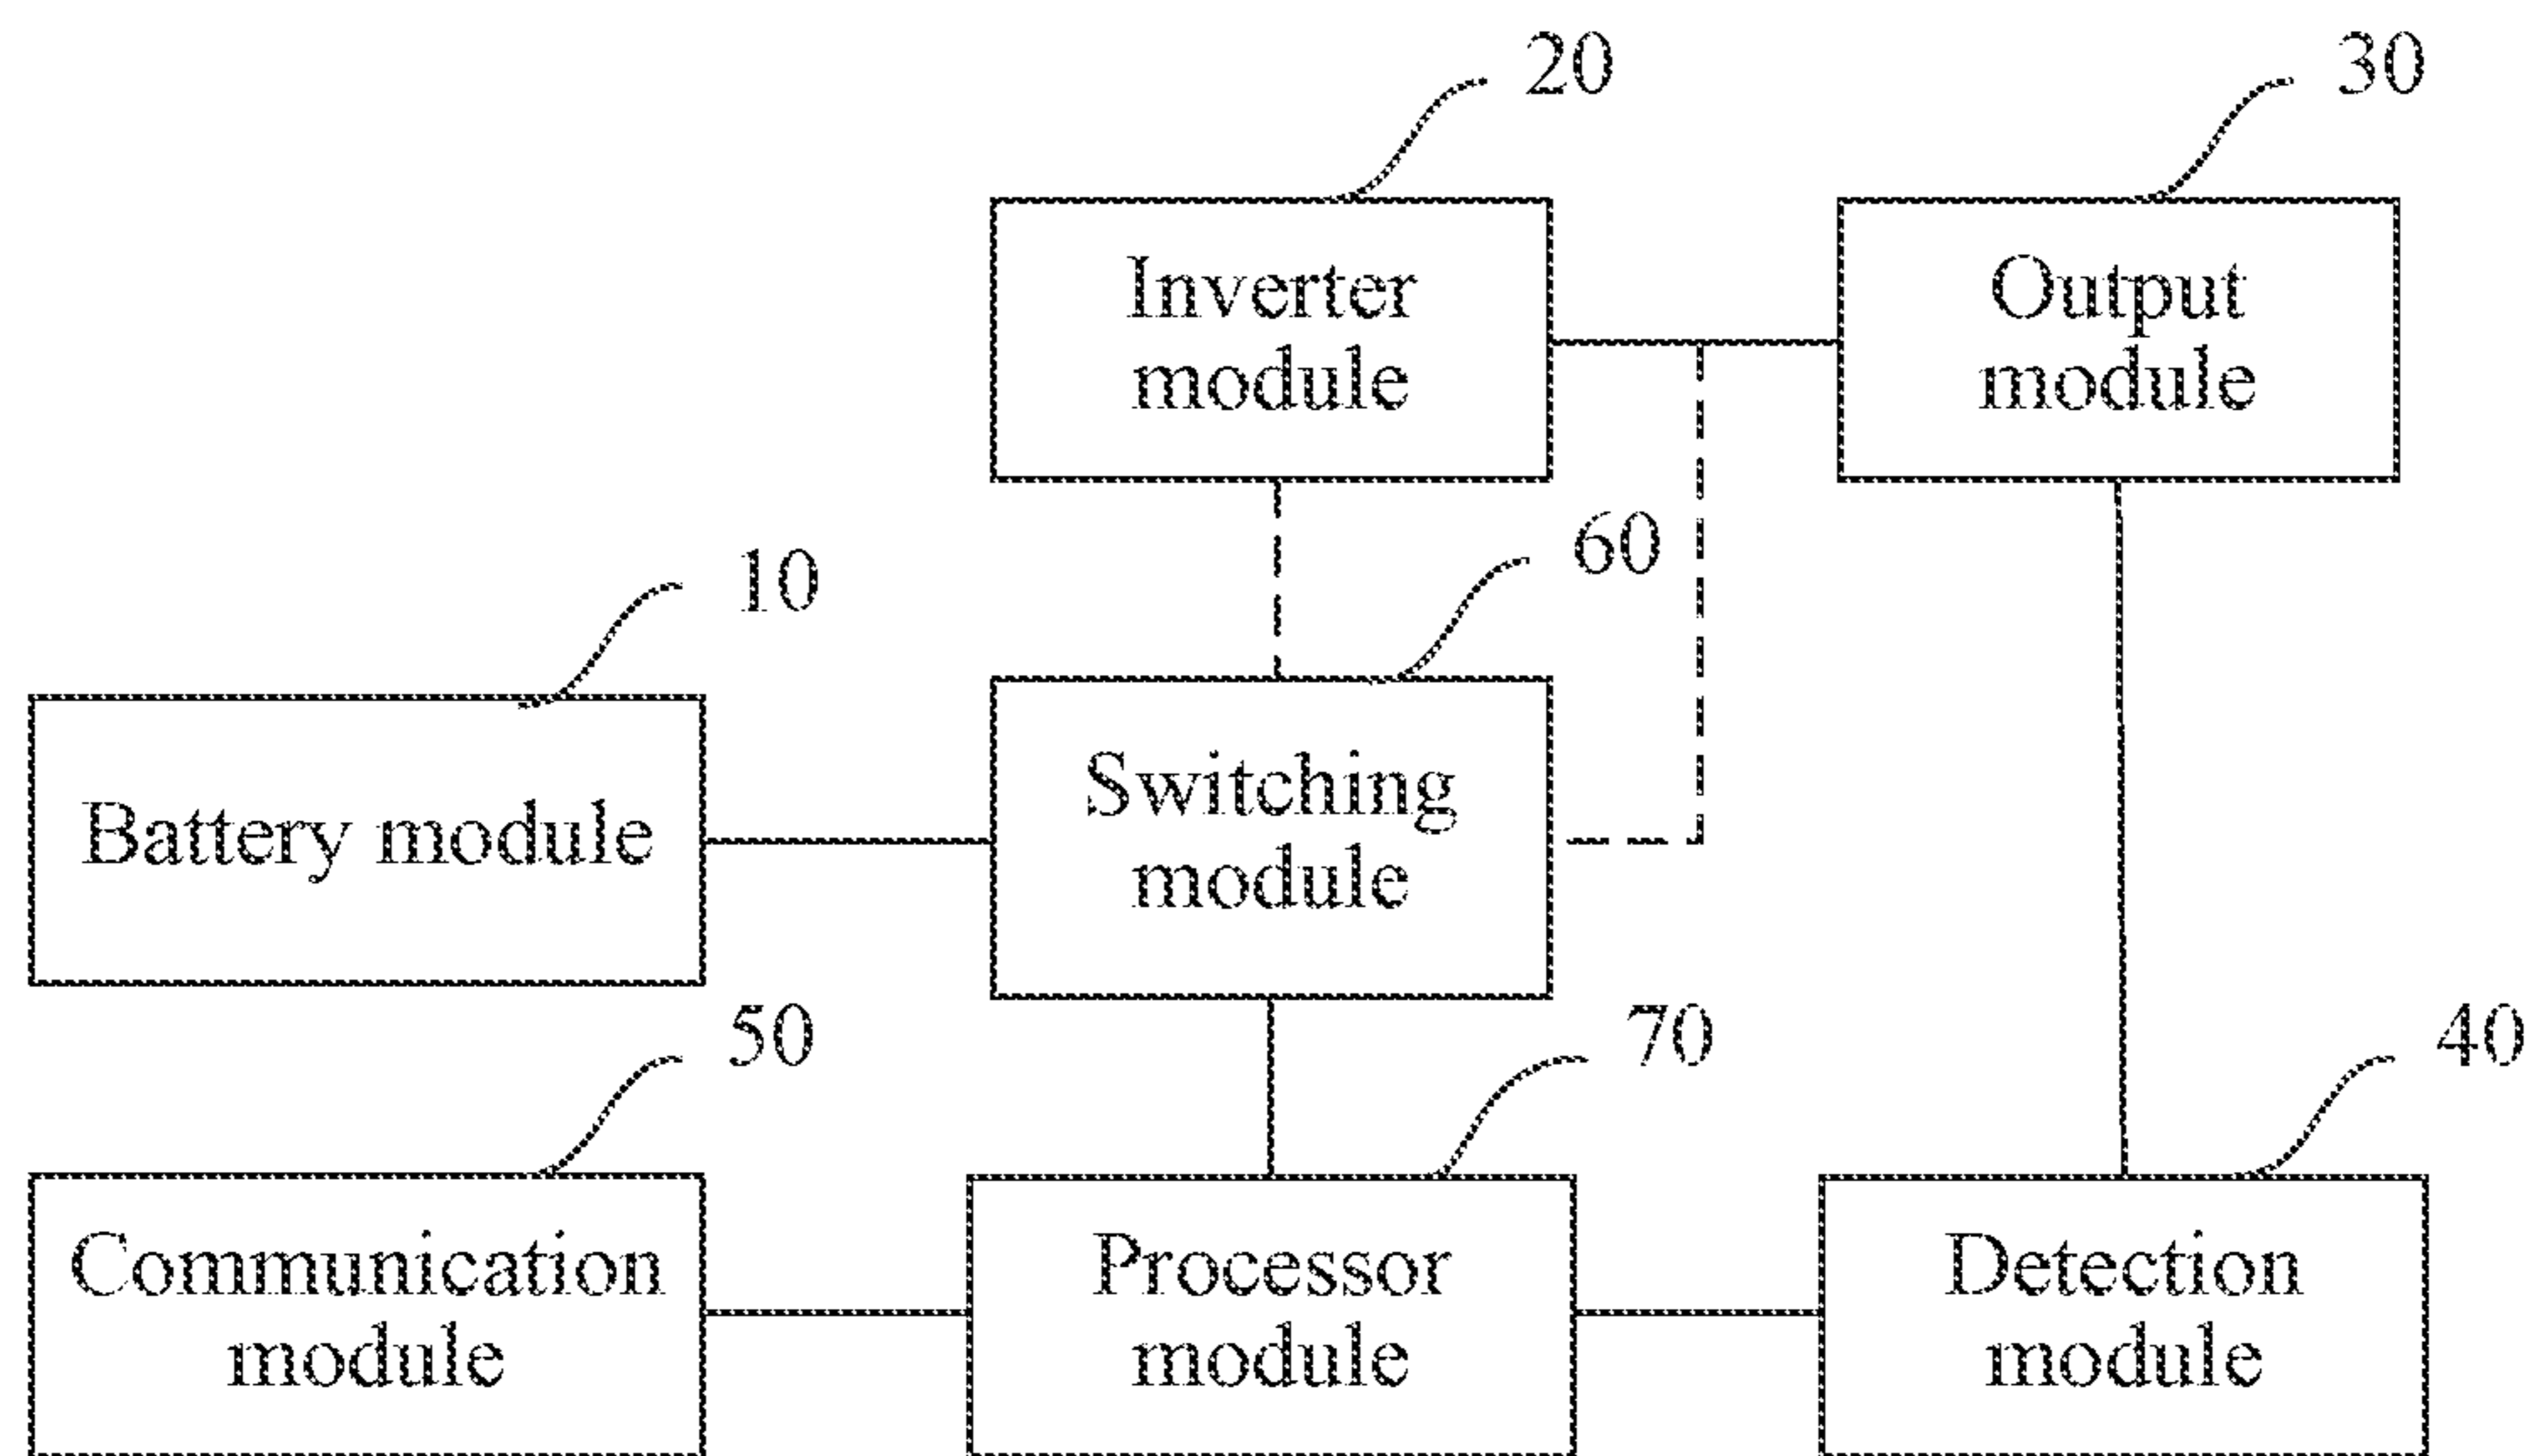 20
30
Inverter
module
Output
module
10
60
Battery module
Switching
module
50
70
40
Communication
module
Processor
module
Detection
module